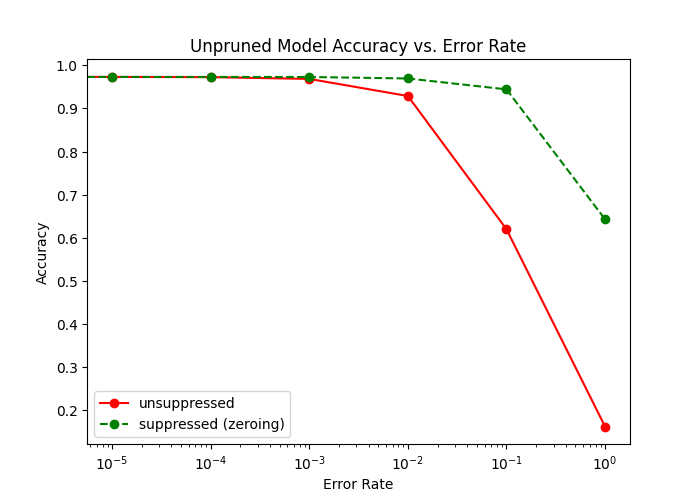 Unpruned Model Accuracy vs. Error Rate
Accuracy
1.0
0.9
0.8
0.7
0.6
0.5
0.4
0.3
0.2
unsuppressed
suppressed (zeroing)
10⁻⁵ 10⁻⁴ 10⁻³ 10⁻² 10⁻¹ 10⁰
Error Rate